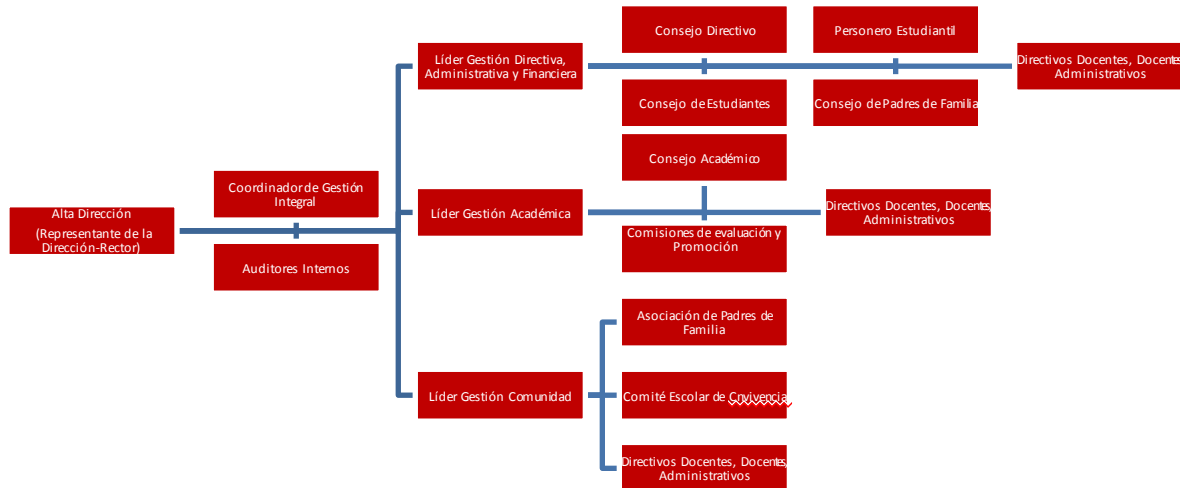 Consejo Directivo
Personero Estudiantil
Líder Gestión Directiva,
Administrativa y Financiera
Directivos Docentes, Docentes,
Administrativos
Consejo de Estudiantes
Consejo de Padres de Familia
Consejo Académico
Coordinador de Gestión
Integral
Alta Dirección
(Representante de la
Dirección-Rector)
Líder Gestión Académica
Directivos Docentes, Docentes,
Administrativos
Comisiones de evaluación y
Promoción
Auditores Internos
Asociación de Padres de
Familia
Líder Gestión Comunidad
Comité Escolar de Cnvivencia
Directivos Docentes, Docentes,
Administrativos